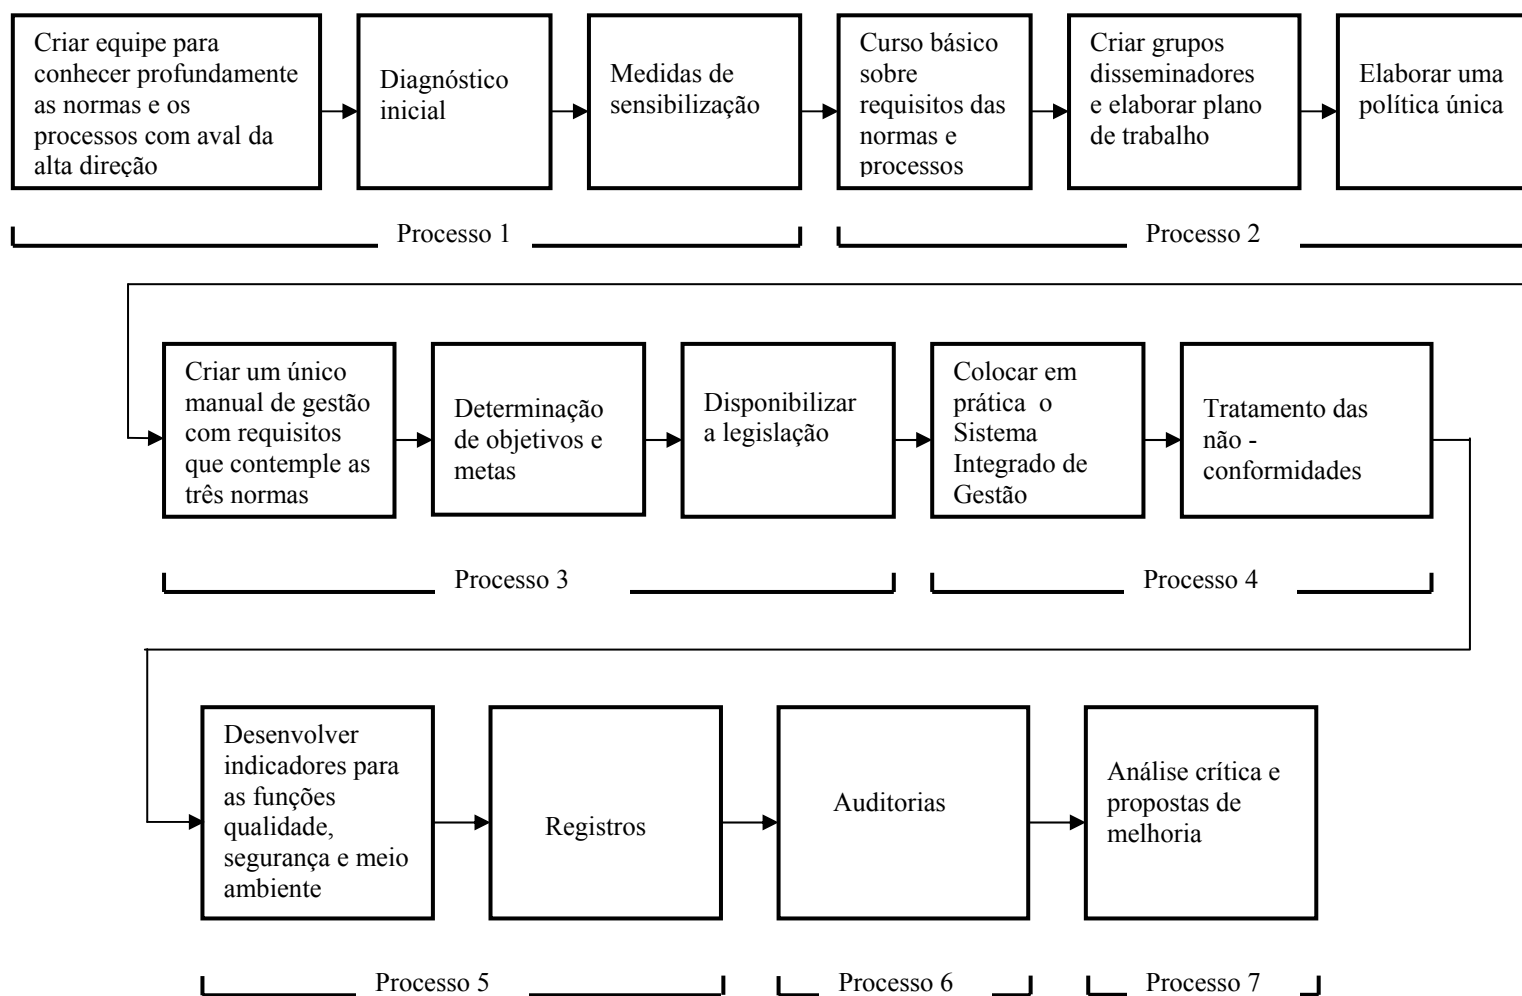 Criar equipe para
conhecer profundamente
as normas e os
processos com aval da
alta direção
Diagnóstico
inicial
Medidas de
sensibilização
Curso básico
sobre
requisitos das
normas e
processos
Criar grupos
disseminadores
e elaborar plano
de trabalho
Elaborar uma
política única
Processo 1
Processo 2
Criar um único
manual de gestão
com requisitos
que contemple as
três normas
Determinação
de objetivos e
metas
Disponibilizar
a legislação
Colocar em
prática o
Sistema
Integrado de
Gestão
Tratamento das
não -
conformidades
Processo 3
Processo 4
Desenvolver
indicadores para
as funções
qualidade,
segurança e meio
ambiente
Registros
Auditorias
Análise crítica e
propostas de
melhoria
Processo 5
Processo 6
Processo 7